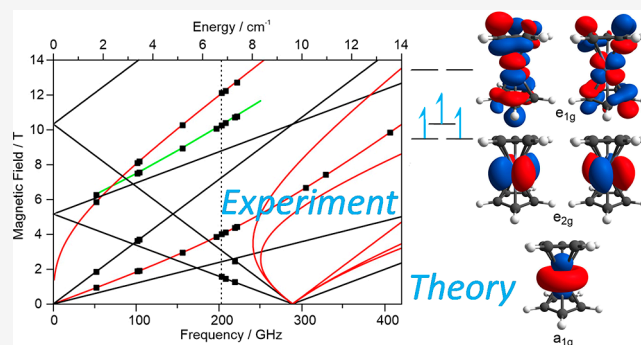 Energy / cm⁻¹
0 2 4 6 8 10 14
14
12
10
8
6
4
2
0
Magnetic Field / T
0 100 200 300 400
Frequency / GHz
Experiment
Theory
e1g
e2g
a1g